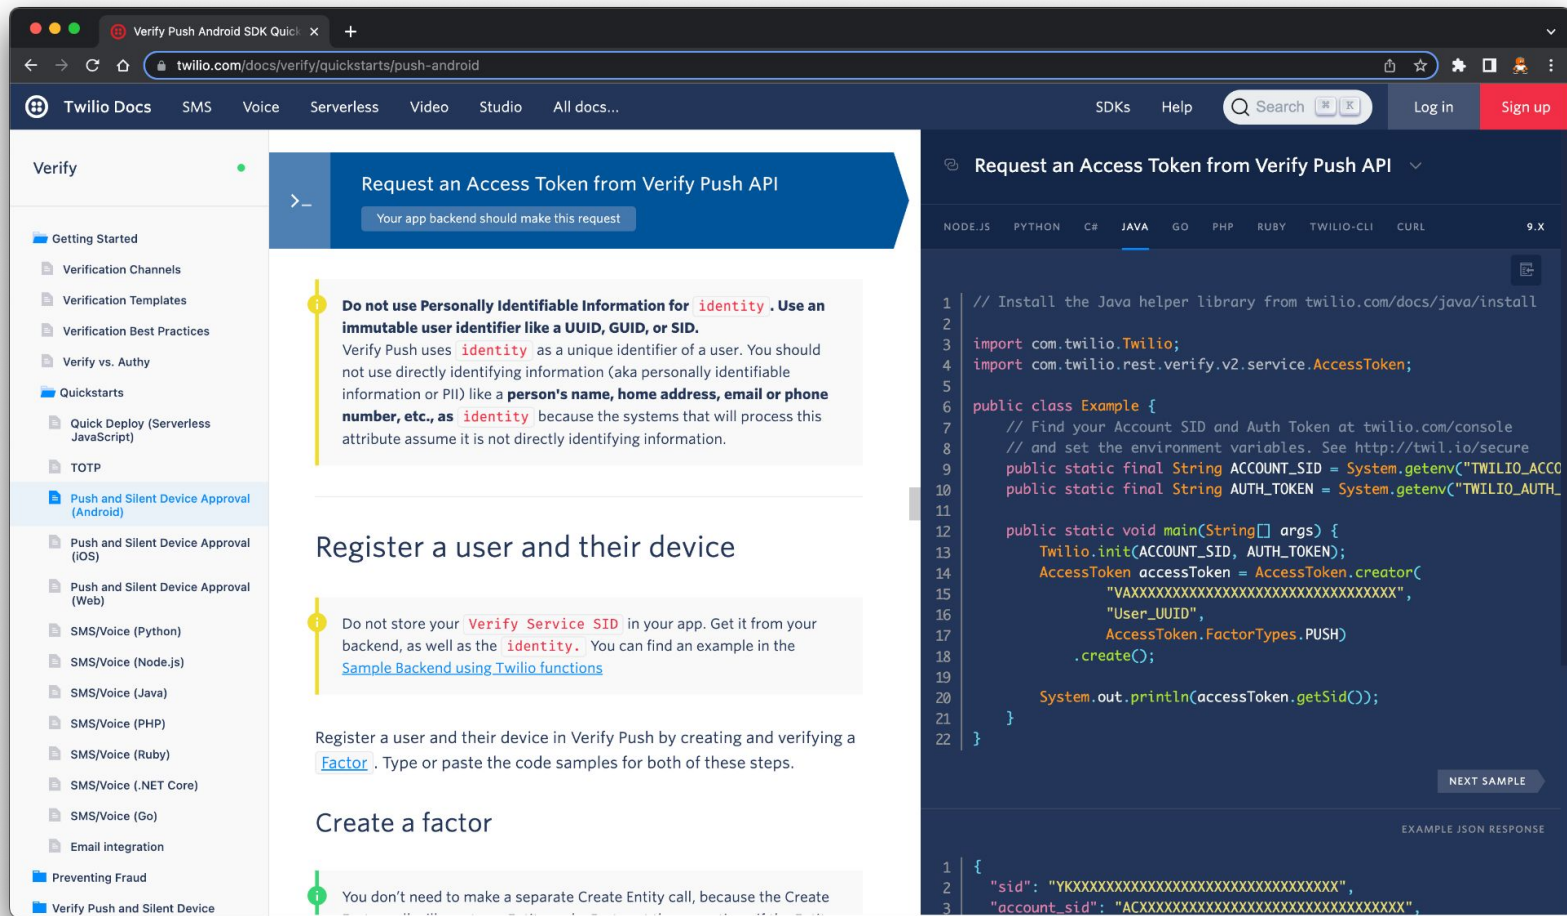 Verify Push Android SDK Quick
twilio.com/docs/verify/quickstarts/push-android
Twilio Docs SMS Voice Serverless Video Studio All docs... SDKs Help Search ⌘ K Log in Sign up
Verify
Getting Started
Verification Channels
Verification Templates
Verification Best Practices
Verify vs. Authy
Quickstarts
Quick Deploy (Serverless
JavaScript)
TOTP
Push and Silent Device Approval
(Android)
Push and Silent Device Approval
(iOS)
Push and Silent Device Approval
(Web)
SMS/Voice (Python)
SMS/Voice (Node.js)
SMS/Voice (Java)
SMS/Voice (PHP)
SMS/Voice (Ruby)
SMS/Voice (.NET Core)
SMS/Voice (Go)
Email integration
Preventing Fraud
Verify Push and Silent Device
>_
Request an Access Token from Verify Push API
Your app backend should make this request
Do not use Personally Identifiable Information for identity . Use an
immutable user identifier like a UUID, GUID, or SID.
Verify Push uses identity as a unique identifier of a user. You should
not use directly identifying information (aka personally identifiable
information or PII) like a person's name, home address, email or phone
number, etc., as identity because the systems that will process this
attribute assume it is not directly identifying information.
Register a user and their device
Do not store your Verify Service SID in your app. Get it from your
backend, as well as the identity. You can find an example in the
Sample Backend using Twilio functions
Register a user and their device in Verify Push by creating and verifying a
Factor . Type or paste the code samples for both of these steps.
Create a factor
You don't need to make a separate Create Entity call, because the Create
Request an Access Token from Verify Push API
NODE.JS PYTHON C# JAVA GO PHP RUBY TWILIO-CLI CURL 9.X
1 // Install the Java helper library from twilio.com/docs/java/install
2
3 import com.twilio.Twilio;
4 import com.twilio.rest.verify.v2.service.AccessToken;
5
6 public class Example {
7 // Find your Account SID and Auth Token at twilio.com/console
8 // and set the environment variables. See http://twil.io/secure
9 public static final String ACCOUNT_SID = System.getenv("TWILIO_ACCO
10 public static final String AUTH_TOKEN = System.getenv("TWILIO_AUTH_
11
12 public static void main(String[] args) {
13 Twilio.init(ACCOUNT_SID, AUTH_TOKEN);
14 AccessToken accessToken = AccessToken.creator(
15 "VAXXXXXXXXXXXXXXXXXXXXXXXXXXXXXXXX",
16 "User_UUID",
17 AccessToken.FactorTypes.PUSH)
18 .create();
19
20 System.out.println(accessToken.getSid());
21 }
22 }
NEXT SAMPLE
EXAMPLE JSON RESPONSE
1 {
2 "sid": "YKXXXXXXXXXXXXXXXXXXXXXXXXXXXXXXXX",
3 "account_sid": "ACXXXXXXXXXXXXXXXXXXXXXXXXXXXXXXXX",